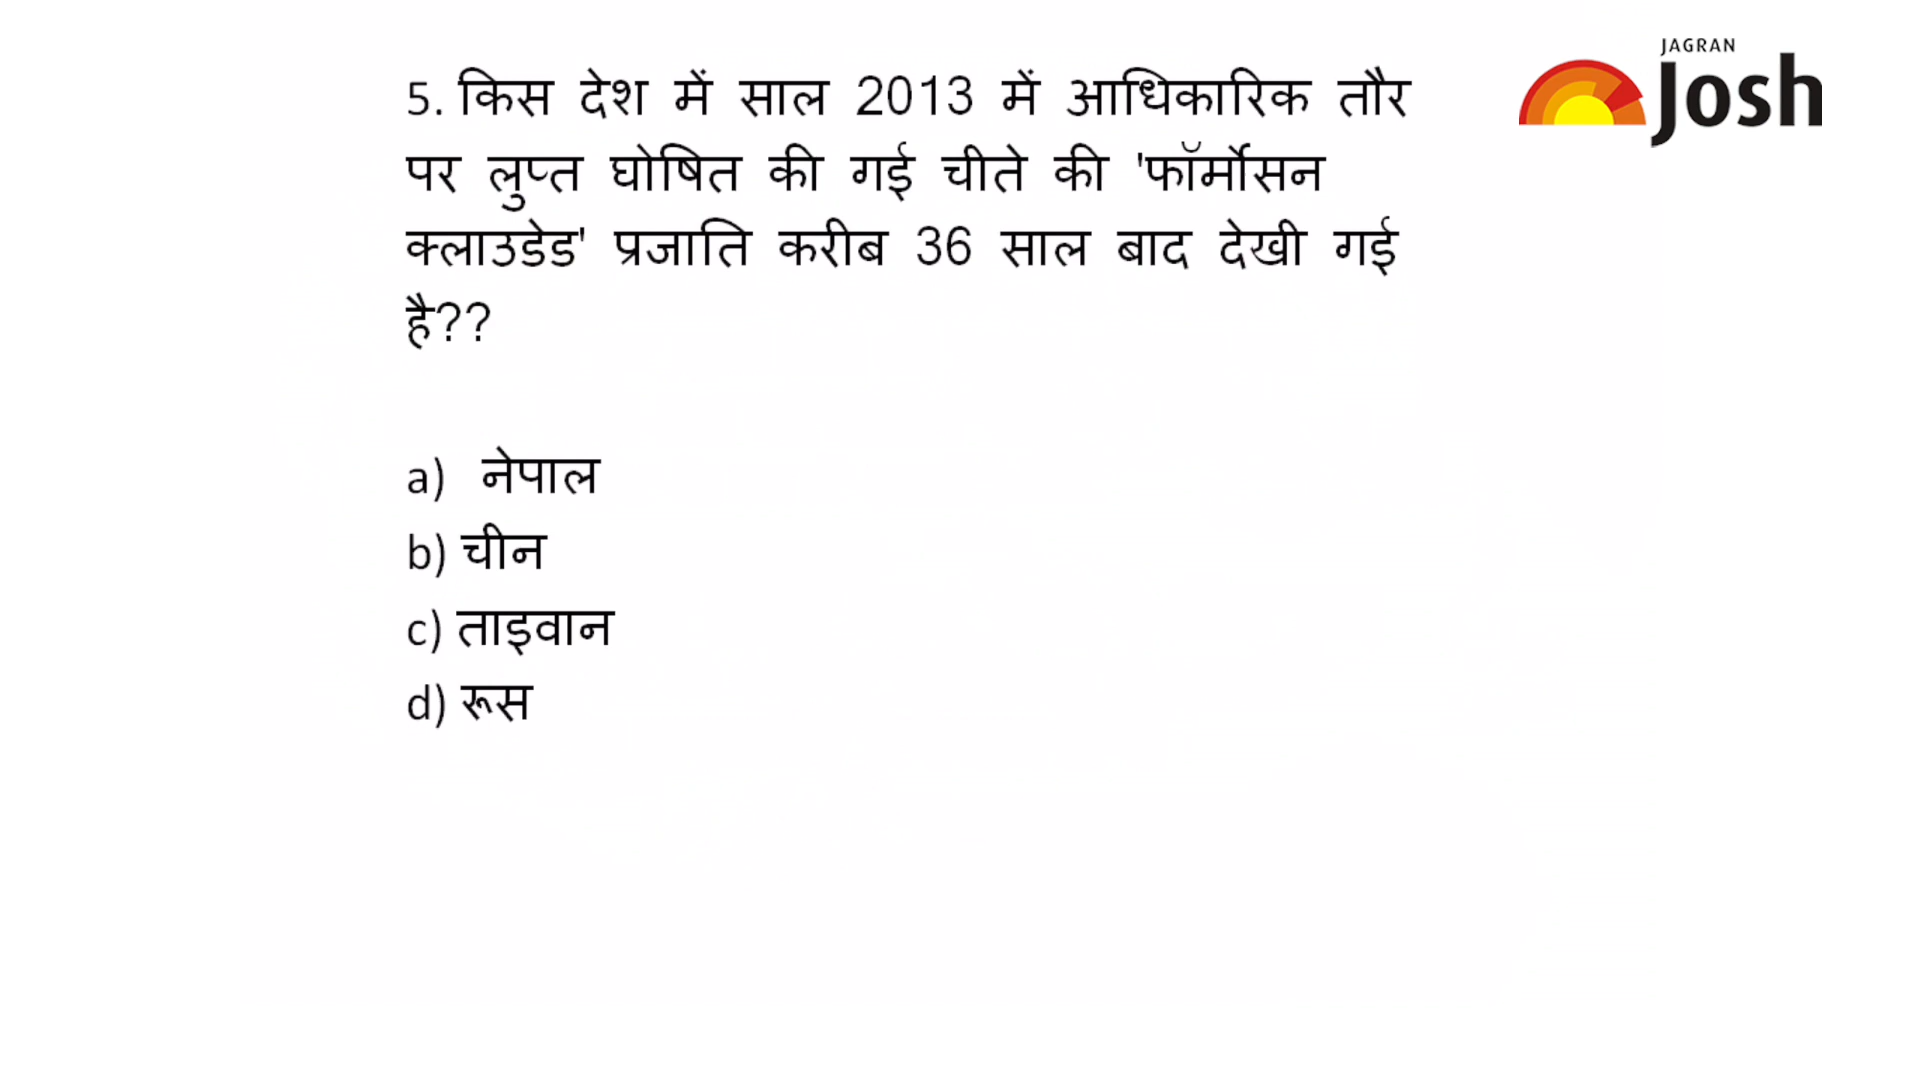 JAGRAN
Josh
5. किस देश में साल 2013 में आधिकारिक तौर
पर लुप्त घोषित की गई चीते की 'फॉर्मोसन
क्लाउडेड' प्रजाति करीब 36 साल बाद देखी गई
है??
a) नेपाल
b) चीन
c) ताइवान
d) रूस